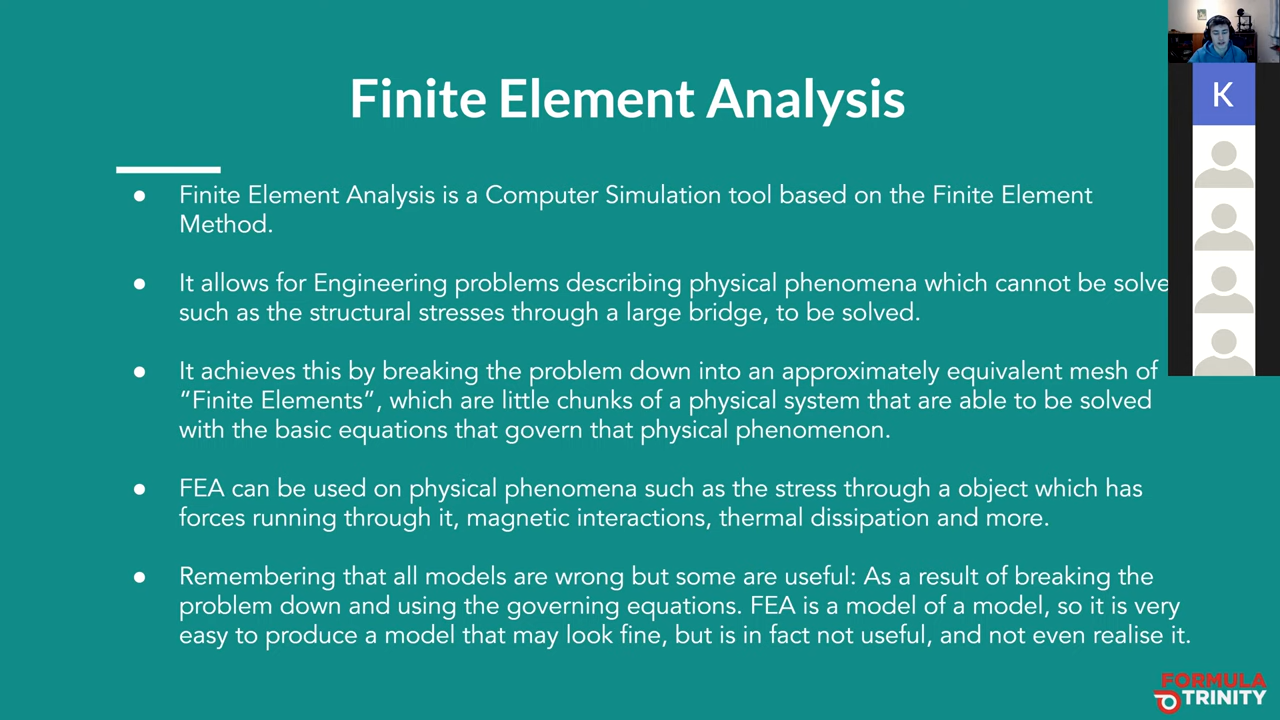 Finite Element Analysis
● Finite Element Analysis is a Computer Simulation tool based on the Finite Element
Method.
● It allows for Engineering problems describing physical phenomena which cannot be solve
such as the structural stresses through a large bridge, to be solved.
● It achieves this by breaking the problem down into an approximately equivalent mesh of
“Finite Elements”, which are little chunks of a physical system that are able to be solved
with the basic equations that govern that physical phenomenon.
● FEA can be used on physical phenomena such as the stress through a object which has
forces running through it, magnetic interactions, thermal dissipation and more.
● Remembering that all models are wrong but some are useful: As a result of breaking the
problem down and using the governing equations. FEA is a model of a model, so it is very
easy to produce a model that may look fine, but is in fact not useful, and not even realise it.
K
FORMULA
TRINITY